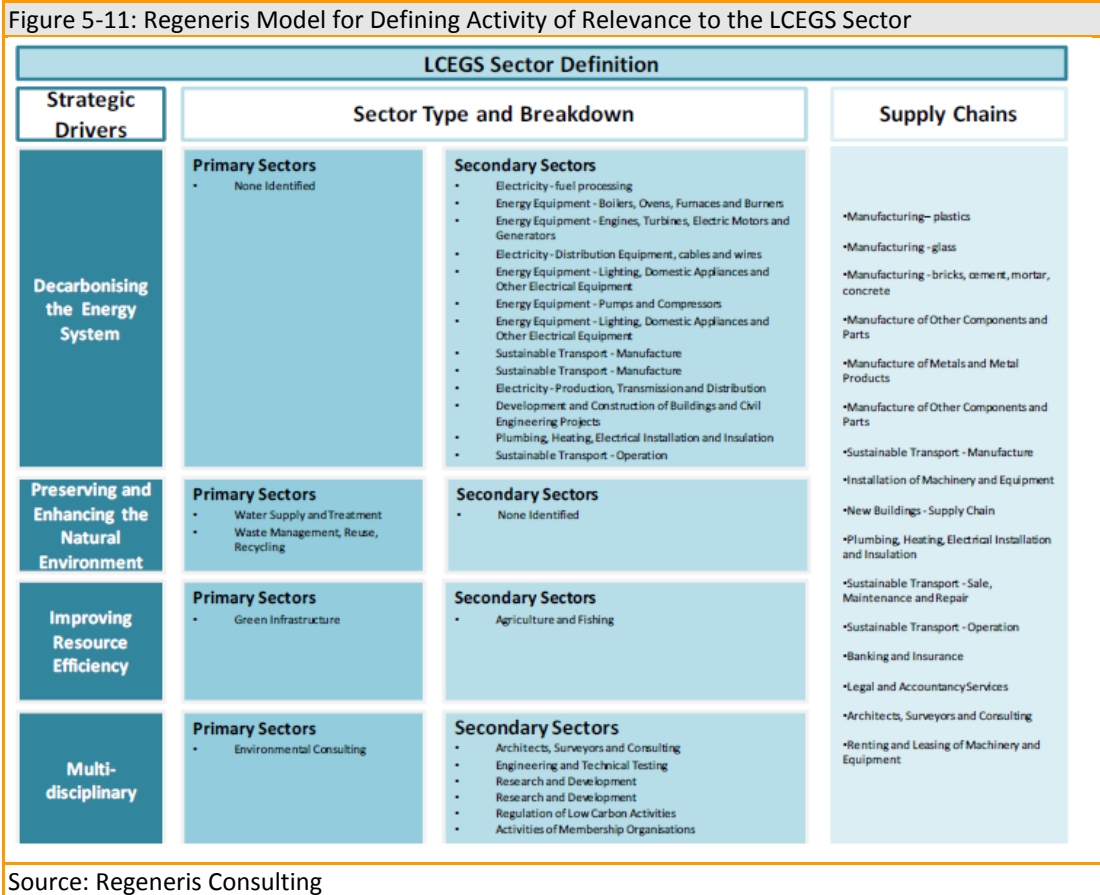 Figure 5-11: Regeneris Model for Defining Activity of Relevance to the LCEGS Sector
LCEGS Sector Definition
Strategic
Drivers
Sector Type and Breakdown
Supply Chains
Decarbonising
the Energy
System
Primary Sectors
• None Identified
Secondary Sectors
• Electricity - fuel processing
• Energy Equipment - Boilers, Ovens, Furnaces and Burners
• Energy Equipment - Engines, Turbines, Electric Motors and
Generators
• Electricity - Distribution Equipment, cables and wires
• Energy Equipment - Lighting, Domestic Appliances and
Other Electrical Equipment
• Energy Equipment - Pumps and Compressors
• Energy Equipment - Lighting, Domestic Appliances and
Other Electrical Equipment
• Sustainable Transport - Manufacture
• Sustainable Transport - Manufacture
• Electricity - Production, Transmission and Distribution
• Development and Construction of Buildings and Civil
Engineering Projects
• Plumbing, Heating, Electrical Installation and Insulation
• Sustainable Transport - Operation
Preserving and
Enhancing the
Natural
Environment
Primary Sectors
• Water Supply and Treatment
• Waste Management, Reuse,
Recycling
Secondary Sectors
• None Identified
Improving
Resource
Efficiency
Primary Sectors
• Green Infrastructure
Secondary Sectors
• Agriculture and Fishing
Multi-
disciplinary
Primary Sectors
• Environmental Consulting
Secondary Sectors
• Architects, Surveyors and Consulting
• Engineering and Technical Testing
• Research and Development
• Research and Development
• Regulation of Low Carbon Activities
• Activities of Membership Organisations
•Manufacturing– plastics
•Manufacturing - glass
•Manufacturing - bricks, cement, mortar,
concrete
•Manufacture of Other Components and
Parts
•Manufacture of Metals and Metal
Products
•Manufacture of Other Components and
Parts
•Sustainable Transport - Manufacture
•Installation of Machinery and Equipment
•New Buildings - Supply Chain
•Plumbing, Heating, Electrical Installation
and Insulation
•Sustainable Transport - Sale,
Maintenance and Repair
•Sustainable Transport - Operation
•Banking and Insurance
•Legal and Accountancy Services
•Architects, Surveyors and Consulting
•Renting and Leasing of Machinery and
Equipment
Source: Regeneris Consulting